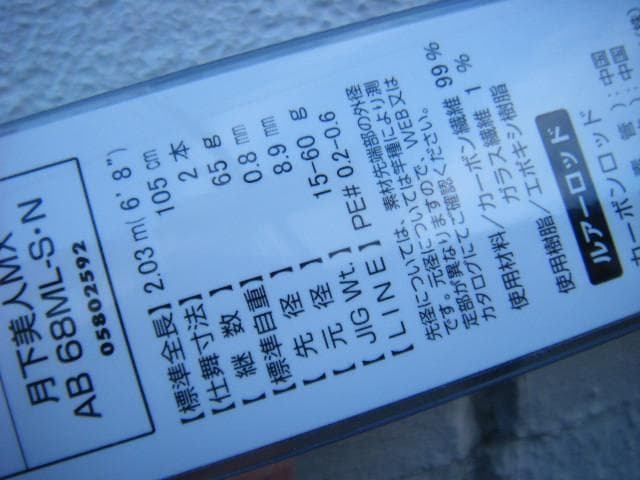 月下美人MX
AB 68ML-S・N
05802592
【標準全長】2.03m(6'8")
【仕舞寸法】105cm
【継数】2本
【標準自重】65g
【先径】0.8mm
【元径】8.9mm
【JIG Wt.】15-60g
【LINE】PE# 0.2-0.6
先径については、素材先端部の外径
です。元径については竿種により測
定部が異なりますので、WEB又は
カタログにてご確認ください。
使用材料/カーボン繊維 99%
ガラス繊維 1%
使用樹脂/エポキシ樹脂
ルアーロッド
カーボンロッド
中国
中国